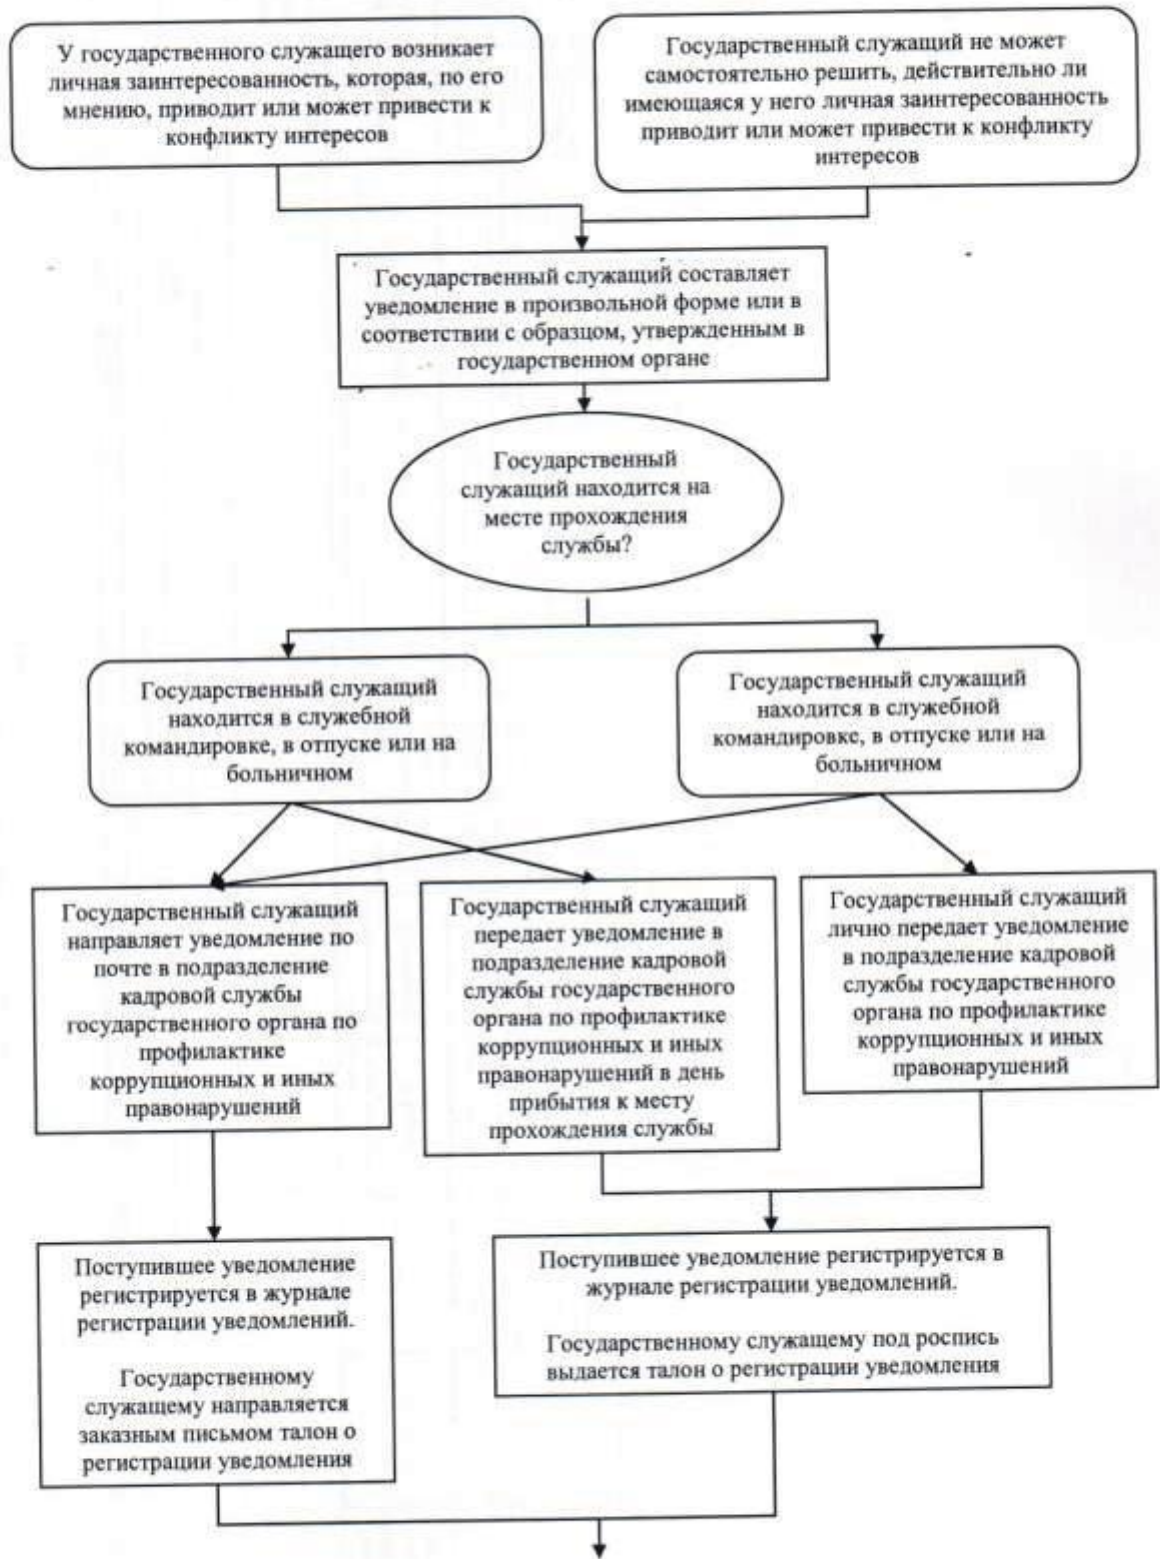 У государственного служащего возникает
личная заинтересованность, которая, по его
мнению, приводит или может привести к
конфликту интересов
Государственный служащий не может
самостоятельно решить, действительно ли
имеющаяся у него личная заинтересованность
приводит или может привести к конфликту
интересов
Государственный служащий составляет
уведомление в произвольной форме или в
соответствии с образцом, утвержденным в
государственном органе
Государственный
служащий находится на
месте прохождения
службы?
Государственный служащий
находится в служебной
командировке, в отпуске или на
больничном
Государственный служащий
находится в служебной
командировке, в отпуске или на
больничном
Государственный служащий
направляет уведомление по
почте в подразделение
кадровой службы
государственного органа по
профилактике
коррупционных и иных
правонарушений
Государственный служащий
передает уведомление в
подразделение кадровой
службы государственного
органа по профилактике
коррупционных и иных
правонарушений в день
прибытия к месту
прохождения службы
Государственный служащий
лично передает уведомление
в подразделение кадровой
службы государственного
органа по профилактике
коррупционных и иных
правонарушений
Поступившее уведомление
регистрируется в журнале
регистрации уведомлений.
Государственному
служащему направляется
заказным письмом талон о
регистрации уведомления
Поступившее уведомление регистрируется в
журнале регистрации уведомлений.
Государственному служащему под роспись
выдается талон о регистрации уведомления